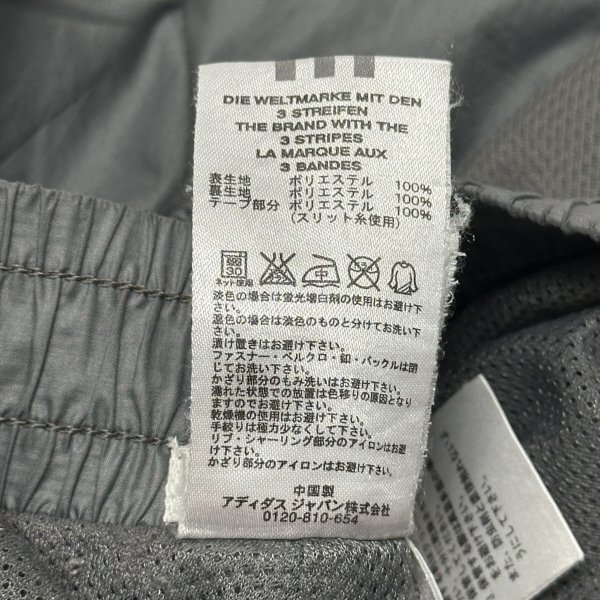 DIE WELTMARKE MIT DEN
3 STREIFEN
THE BRAND WITH THE
3 STRIPES
LA MARQUE AUX
3 BANDES
表生地 ポリエステル 100%
裏生地 ポリエステル 100%
テープ部分 ポリエステル 100%
(スリット糸使用)
30 中
ネット使用
淡色の場合は蛍光増白剤の使用はお避け下
さい。
濃色の場合は淡色のものと分けてお洗い下
さい。
漬け置きはお避け下さい。
ファスナー・ベルクロ・釦・バックルは閉
じてお洗い下さい。
かざり部分のもみ洗いはお避け下さい。
濡れた状態での放置は色移りの原因となり
ますのでお避け下さい。
乾燥機の使用はお避け下さい。
手絞りは極力少なくして下さい。
リブ・シャーリング部分のアイロンはお避け下さい。
かざり部分のアイロンはお避け下さい。
中国製
アディダス ジャパン株式会社
0120-810-654